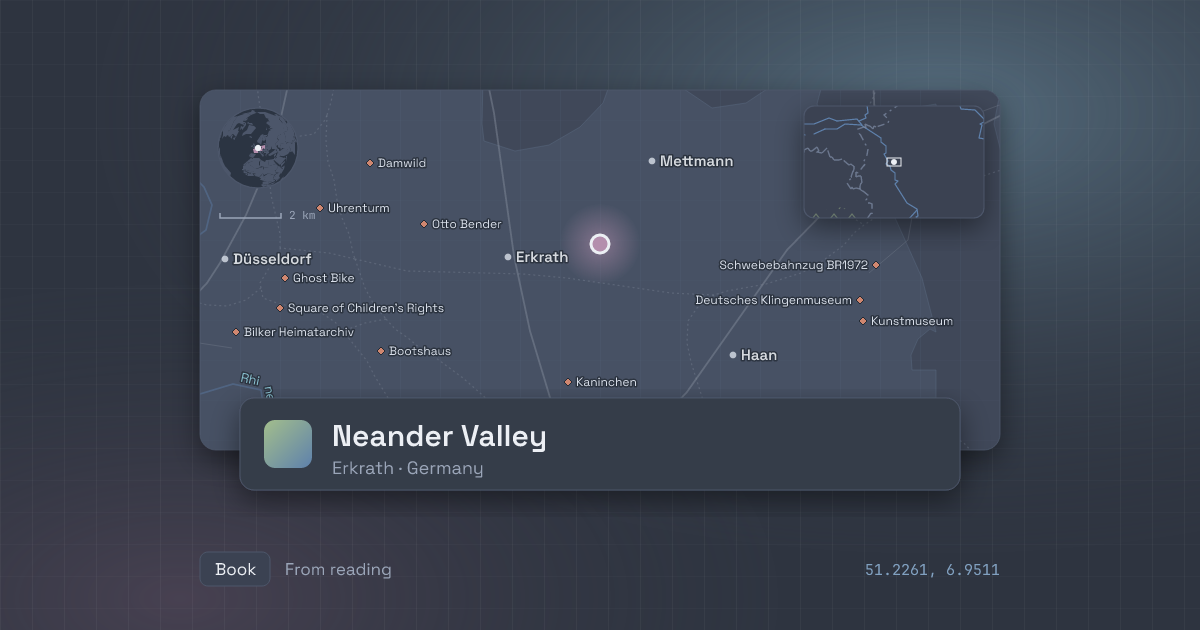 Damwild
Mettmann
Uhrenturm
2 km
Otto Bender
Düsseldorf
Erkrath
Schwebebahnzug BR1972
Ghost Bike
Deutsches Klingenmuseum
Square of Children's Rights
Kunstmuseum
Bilker Heimatarchiv
Bootshaus
Haan
Rhine
Kaninchen
Neander Valley
Erkrath · Germany
Book
From reading
51.2261, 6.9511